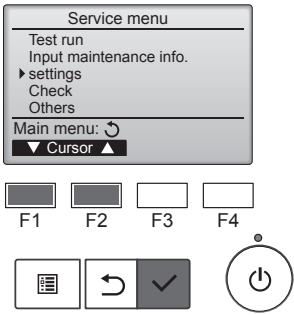 Service menu
Test run
Input maintenance info.
settings
Check
Others
Main menu:
Cursor
F1 F2 F3 F4